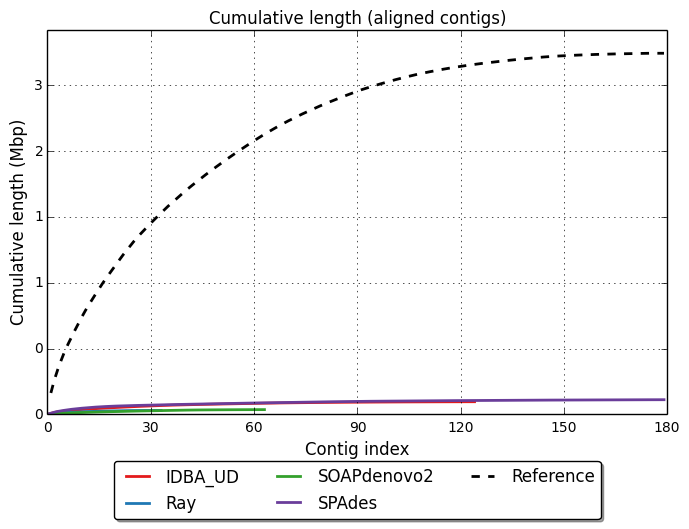 Cumulative length (aligned contigs)
Cumulative length (Mbp)
3
2
1
1
0
0
0 30 60 90 120 150 180
Contig index
IDBA_UD SOAPdenovo2 Reference
Ray SPAdes